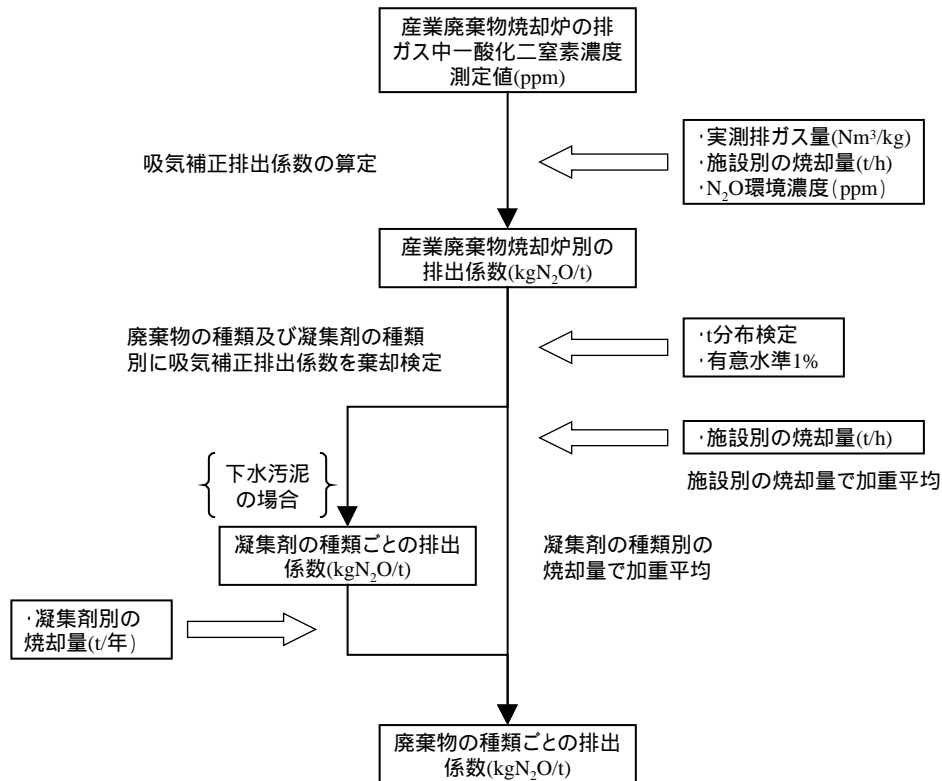 産業廃棄物焼却炉の排
ガス中一酸化二窒素濃度
測定値(ppm)
吸気補正排出係数の算定
·実測排ガス量(Nm³/kg)
·施設別の焼却量(t/h)
·N₂O環境濃度(ppm)
産業廃棄物焼却炉別の
排出係数(kgN₂O/t)
廃棄物の種類及び凝集剤の種類
別に吸気補正排出係数を棄却検定
·t分布検定
·有意水準1%
·施設別の焼却量(t/h)
施設別の焼却量で加重平均
下水汚泥
の場合
凝集剤の種類ごとの排出
係数(kgN₂O/t)
凝集剤の種類別の
焼却量で加重平均
·凝集剤別の
焼却量(t/年)
廃棄物の種類ごとの排出
係数(kgN₂O/t)